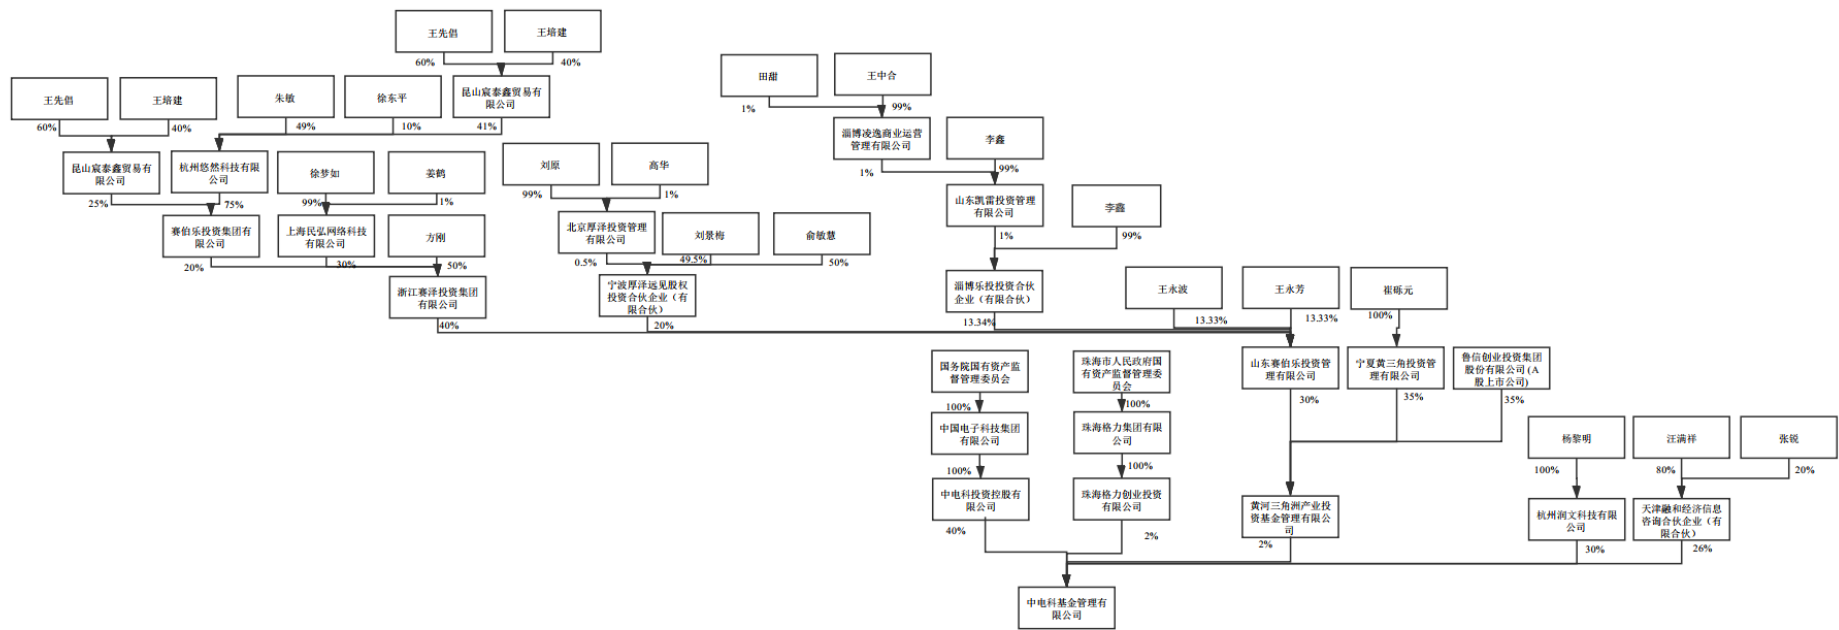 王先倡
王培建
60%
40%
田甜
王中合
1%
99%
王先倡
王培建
朱敏
徐东平
昆山宸泰鑫贸易有
限公司
60%
40%
49%
10%
41%
淄博凌逸商业运营
管理有限公司
李鑫
1%
99%
昆山宸泰鑫贸易有
限公司
杭州悠然科技有限
公司
徐梦如
姜鹤
刘原
高华
25%
75%
99%
1%
99%
1%
山东凯雷投资管理
有限公司
李鑫
1%
99%
赛伯乐投资集团有
限公司
上海民弘网络科技
有限公司
方刚
北京厚泽投资管理
有限公司
刘景梅
俞敏慧
20%
30%
50%
0.5%
49.5%
50%
浙江赛泽投资集团
有限公司
宁波厚泽远见股权
投资合伙企业（有
限合伙）
淄博乐投投资合伙
企业（有限合伙）
王永波
王永芳
崔砾元
40%
20%
13.34%
13.33%
13.33%
100%
国务院国有资产监
督管理委员会
珠海市人民政府国
有资产监督管理委
员会
山东赛伯乐投资管
理有限公司
宁夏黄三角投资管
理有限公司
鲁信创业投资集团
股份有限公司(A
股上市公司)
100%
100%
30%
35%
35%
中国电子科技集团
有限公司
珠海格力集团有限
公司
杨黎明
汪满祥
张锐
100%
100%
100%
80%
20%
中电科投资控股有
限公司
珠海格力创业投资
有限公司
黄河三角洲产业投
资基金管理有限公
司
杭州润文科技有限
公司
天津融和经济信息
咨询合伙企业（有
限合伙）
40%
2%
2%
30%
26%
中电科基金管理有
限公司